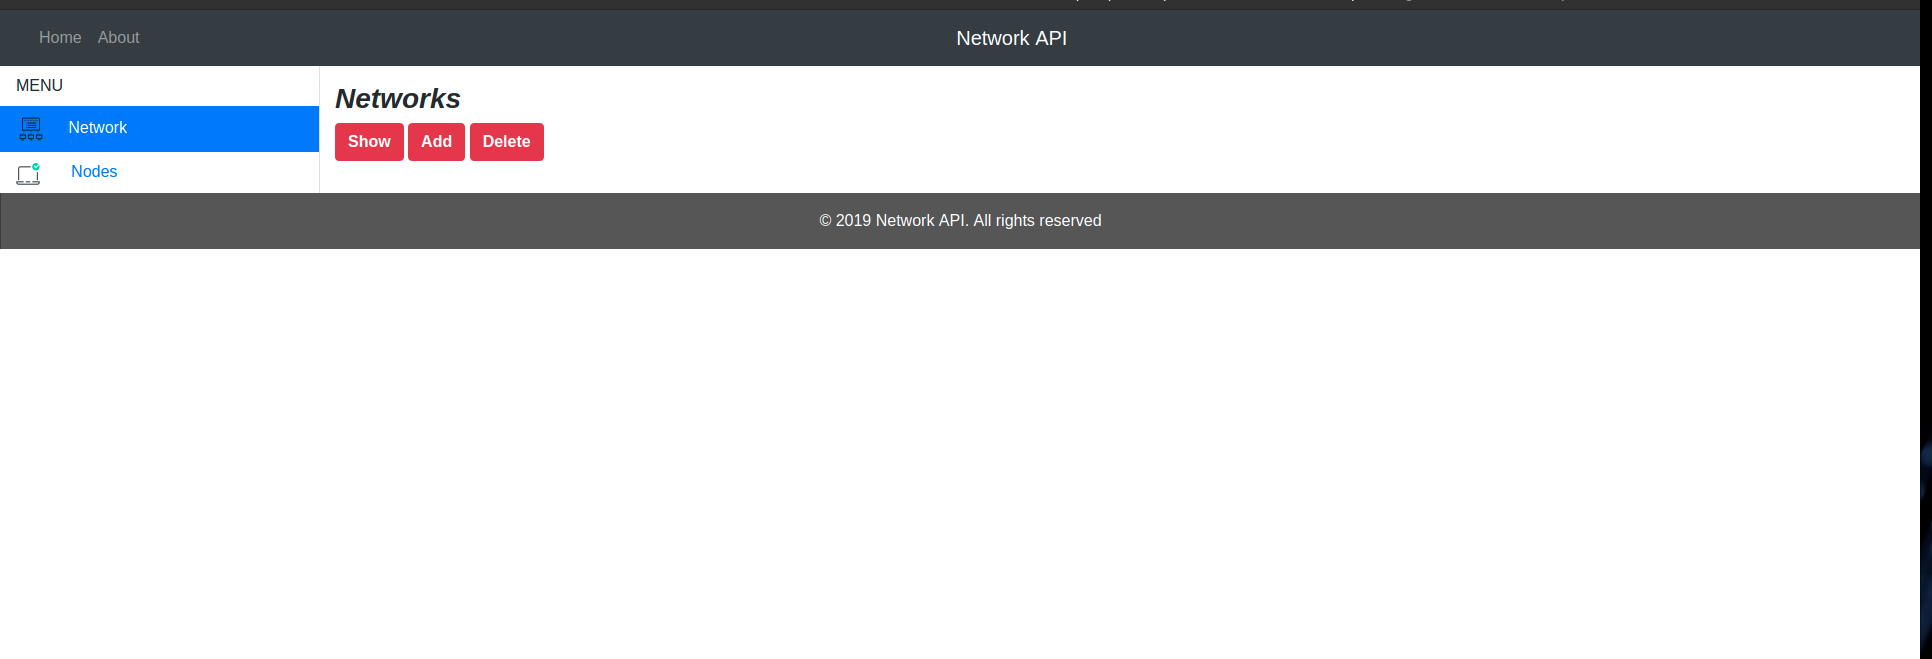 Home About Network API
MENU
Network
Nodes
Networks
Show Add Delete
© 2019 Network API. All rights reserved